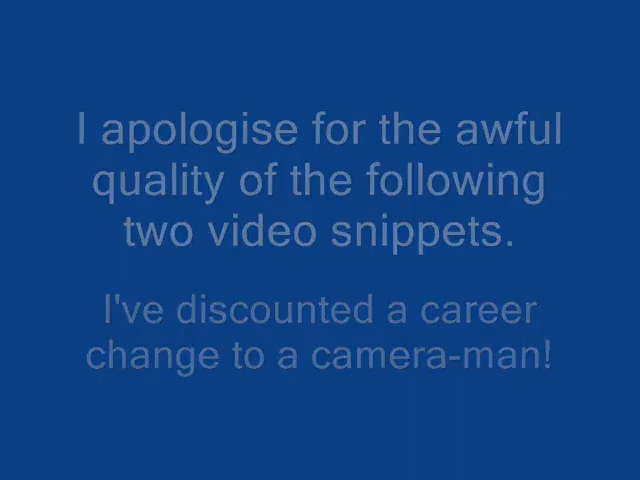 I apologise for the awful
quality of the following
two video snippets.
I've discounted a career
change to a camera-man!